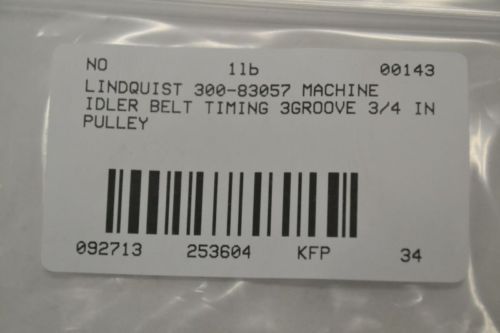 NO 1lb 00143
LINDQUIST 300-83057 MACHINE
IDLER BELT TIMING 3GROOVE 3/4 IN
PULLEY
092713 253604 KFP 34